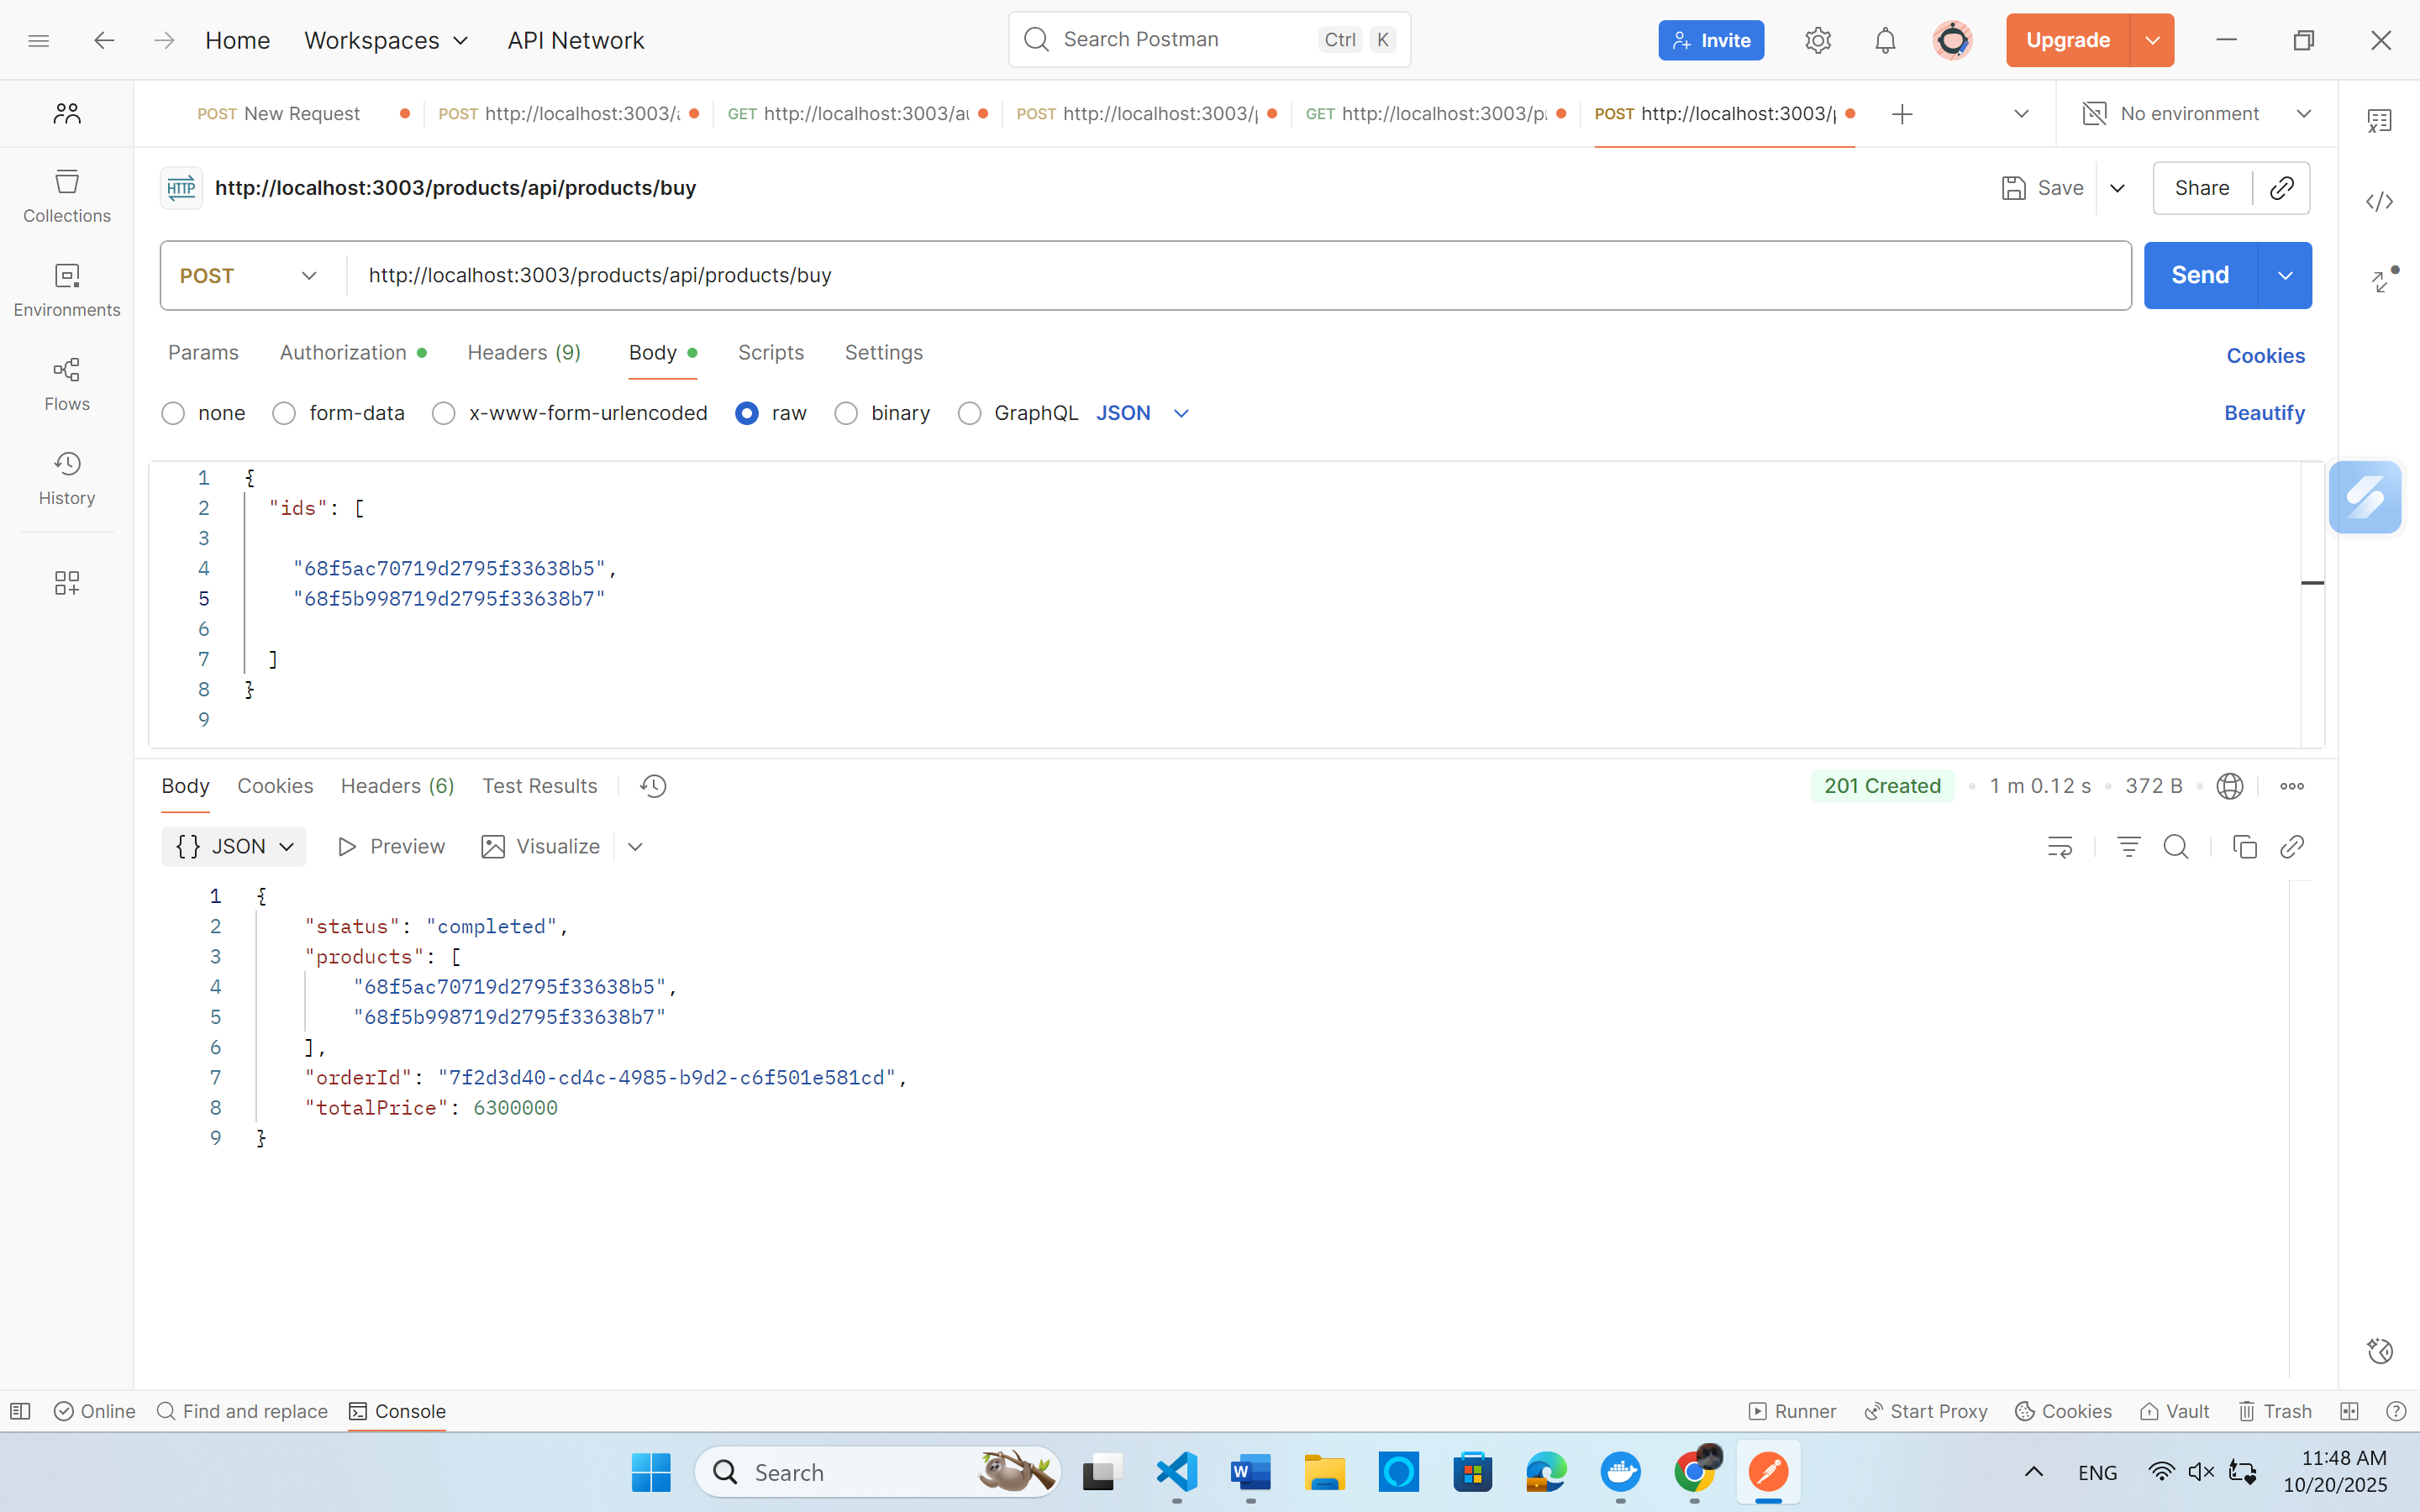 Home
Workspaces
API Network
Search Postman
Ctrl K
Invite
Upgrade
POST New Request
POST http://localhost:3003/
GET http://localhost:3003/au
POST http://localhost:3003/
GET http://localhost:3003/p
POST http://localhost:3003/
No environment
Collections
Environments
Flows
History
HTTP
http://localhost:3003/products/api/products/buy
Save
Share
POST
http://localhost:3003/products/api/products/buy
Send
Params
Authorization
Headers (9)
Body
Scripts
Settings
Cookies
none
form-data
x-www-form-urlencoded
raw
binary
GraphQL
JSON
Beautify
1 {
2 "ids": [
3
4 "68f5ac70719d2795f33638b5",
5 "68f5b998719d2795f33638b7"
6
7 ]
8 }
9
Body
Cookies
Headers (6)
Test Results
201 Created
1 m 0.12 s
372 B
{} JSON
Preview
Visualize
1 {
2 "status": "completed",
3 "products": [
4 "68f5ac70719d2795f33638b5",
5 "68f5b998719d2795f33638b7"
6 ],
7 "orderId": "7f2d3d40-cd4c-4985-b9d2-c6f501e581cd",
8 "totalPrice": 6300000
9 }
Online
Find and replace
Console
Runner
Start Proxy
Cookies
Vault
Trash
Search
W
ENG
11:48 AM
10/20/2025